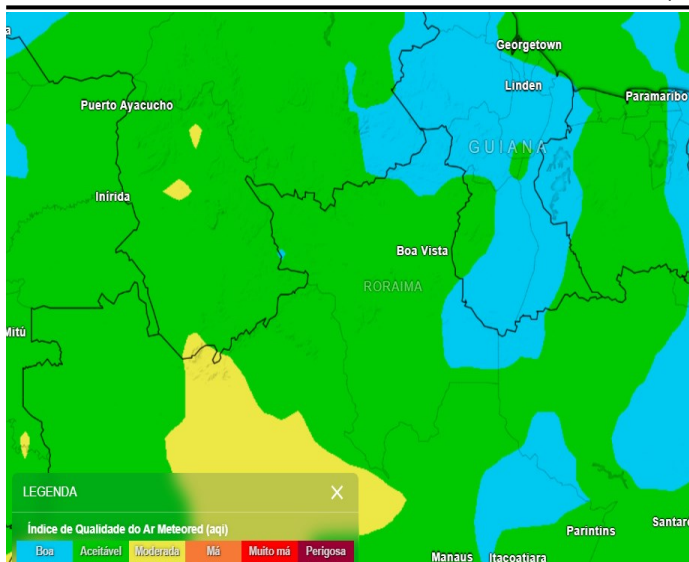 a
Georgetown
Linden
Puerto Ayacucho
Paramaribo
GUIANA
Inírida
Boa Vista
RORAIMA
Mitú
LEGENDA X
Índice de Qualidade do Ar Meteored (aqi)
Boa Aceitável Moderada Má Muito má Perigosa
Santar
Parintins
Manaus Itacoatiara